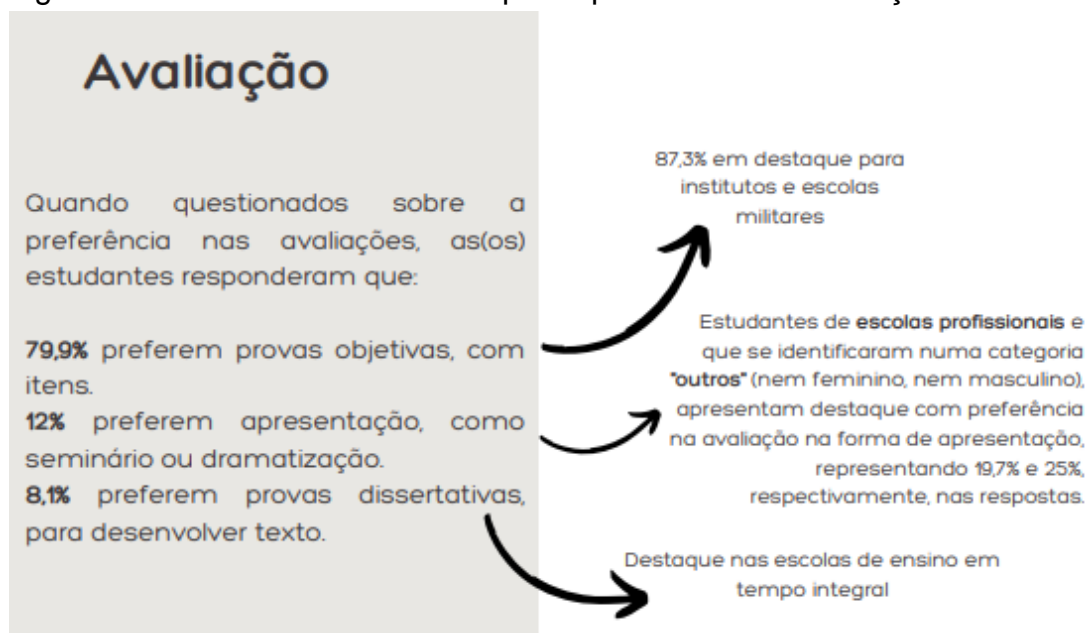 Avaliação
Quando questionados sobre a
preferência nas avaliações, as(os)
estudantes responderam que:
79,9% preferem provas objetivas, com
itens.
12% preferem apresentação, como
seminário ou dramatização.
8,1% preferem provas dissertativas,
para desenvolver texto.
87,3% em destaque para
institutos e escolas
militares
Estudantes de escolas profissionais e
que se identificaram numa categoria
"outros" (nem feminino, nem masculino),
apresentam destaque com preferência
na avaliação na forma de apresentação,
representando 19,7% e 25%,
respectivamente, nas respostas.
Destaque nas escolas de ensino em
tempo integral